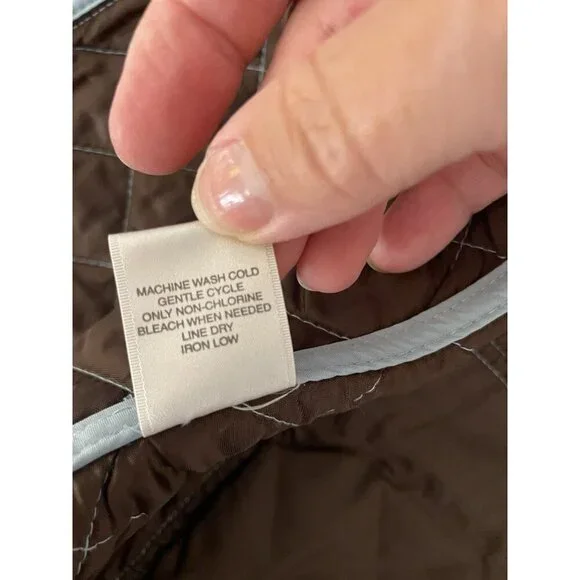 MACHINE WASH COLD
GENTLE CYCLE
ONLY NON-CHLORINE
BLEACH WHEN NEEDED
LINE DRY
IRON LOW